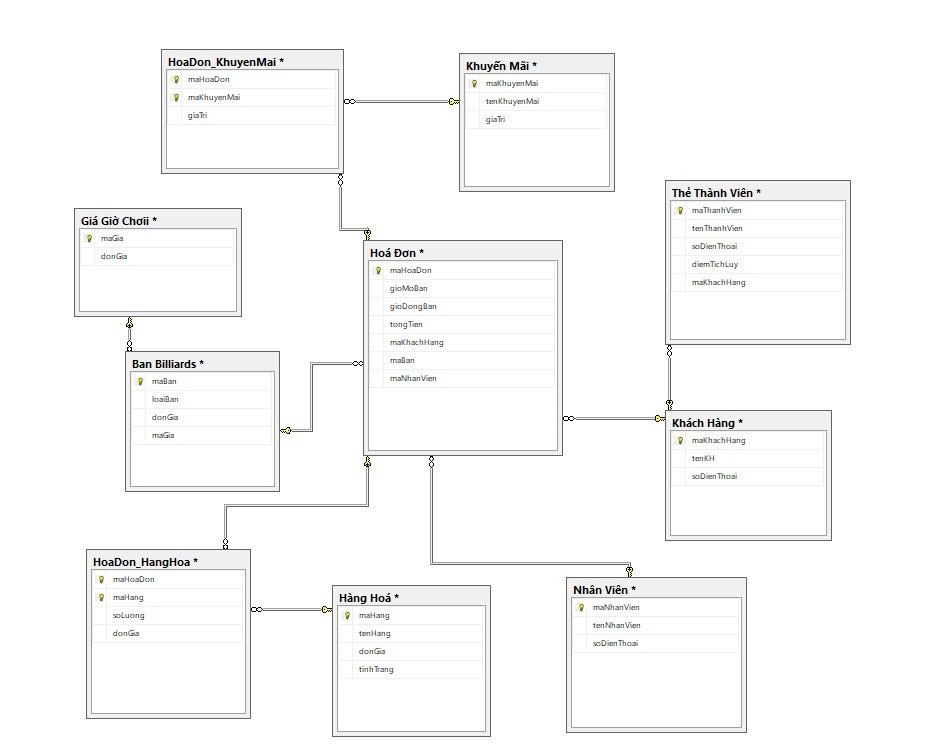 HoaDon_KhuyenMai *
maHoaDon
maKhuyenMai
giaTri
Khuyến Mãi *
maKhuyenMai
tenKhuyenMai
giaTri
Thẻ Thành Viên *
maThanhVien
tenThanhVien
soDienThoai
diemTichLuy
maKhachHang
Giá Giờ Chơii *
maGia
donGia
Hoá Đơn *
maHoaDon
gioMoBan
gioDongBan
tongTien
maKhachHang
maBan
maNhanVien
Ban Billiards *
maBan
loaiBan
donGia
maGia
Khách Hàng *
maKhachHang
tenKH
soDienThoai
HoaDon_HangHoa *
maHoaDon
maHang
soLuong
donGia
Hàng Hoá *
maHang
tenHang
donGia
tinhTrang
Nhân Viên *
maNhanVien
tenNhanVien
soDienThoai